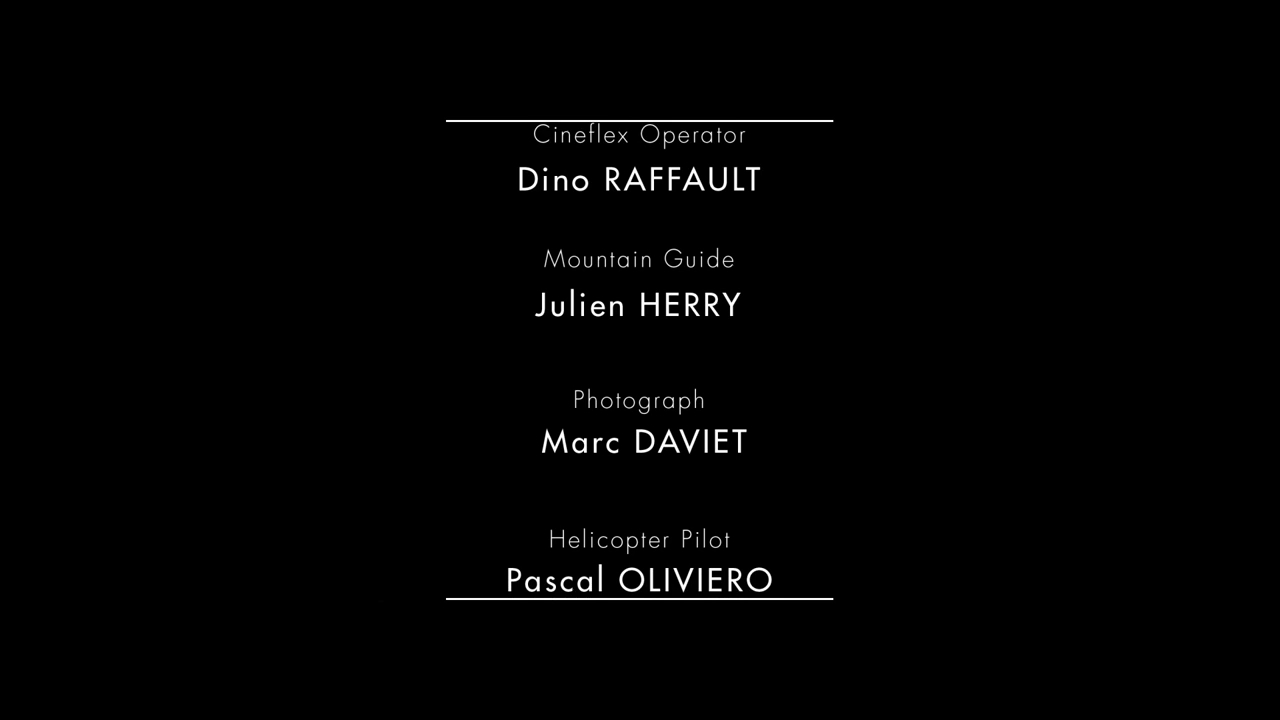 Cineflex Operator
Dino RAFFAULT
Mountain Guide
Julien HERRY
Photograph
Marc DAVIET
Helicopter Pilot
Pascal OLIVIERO